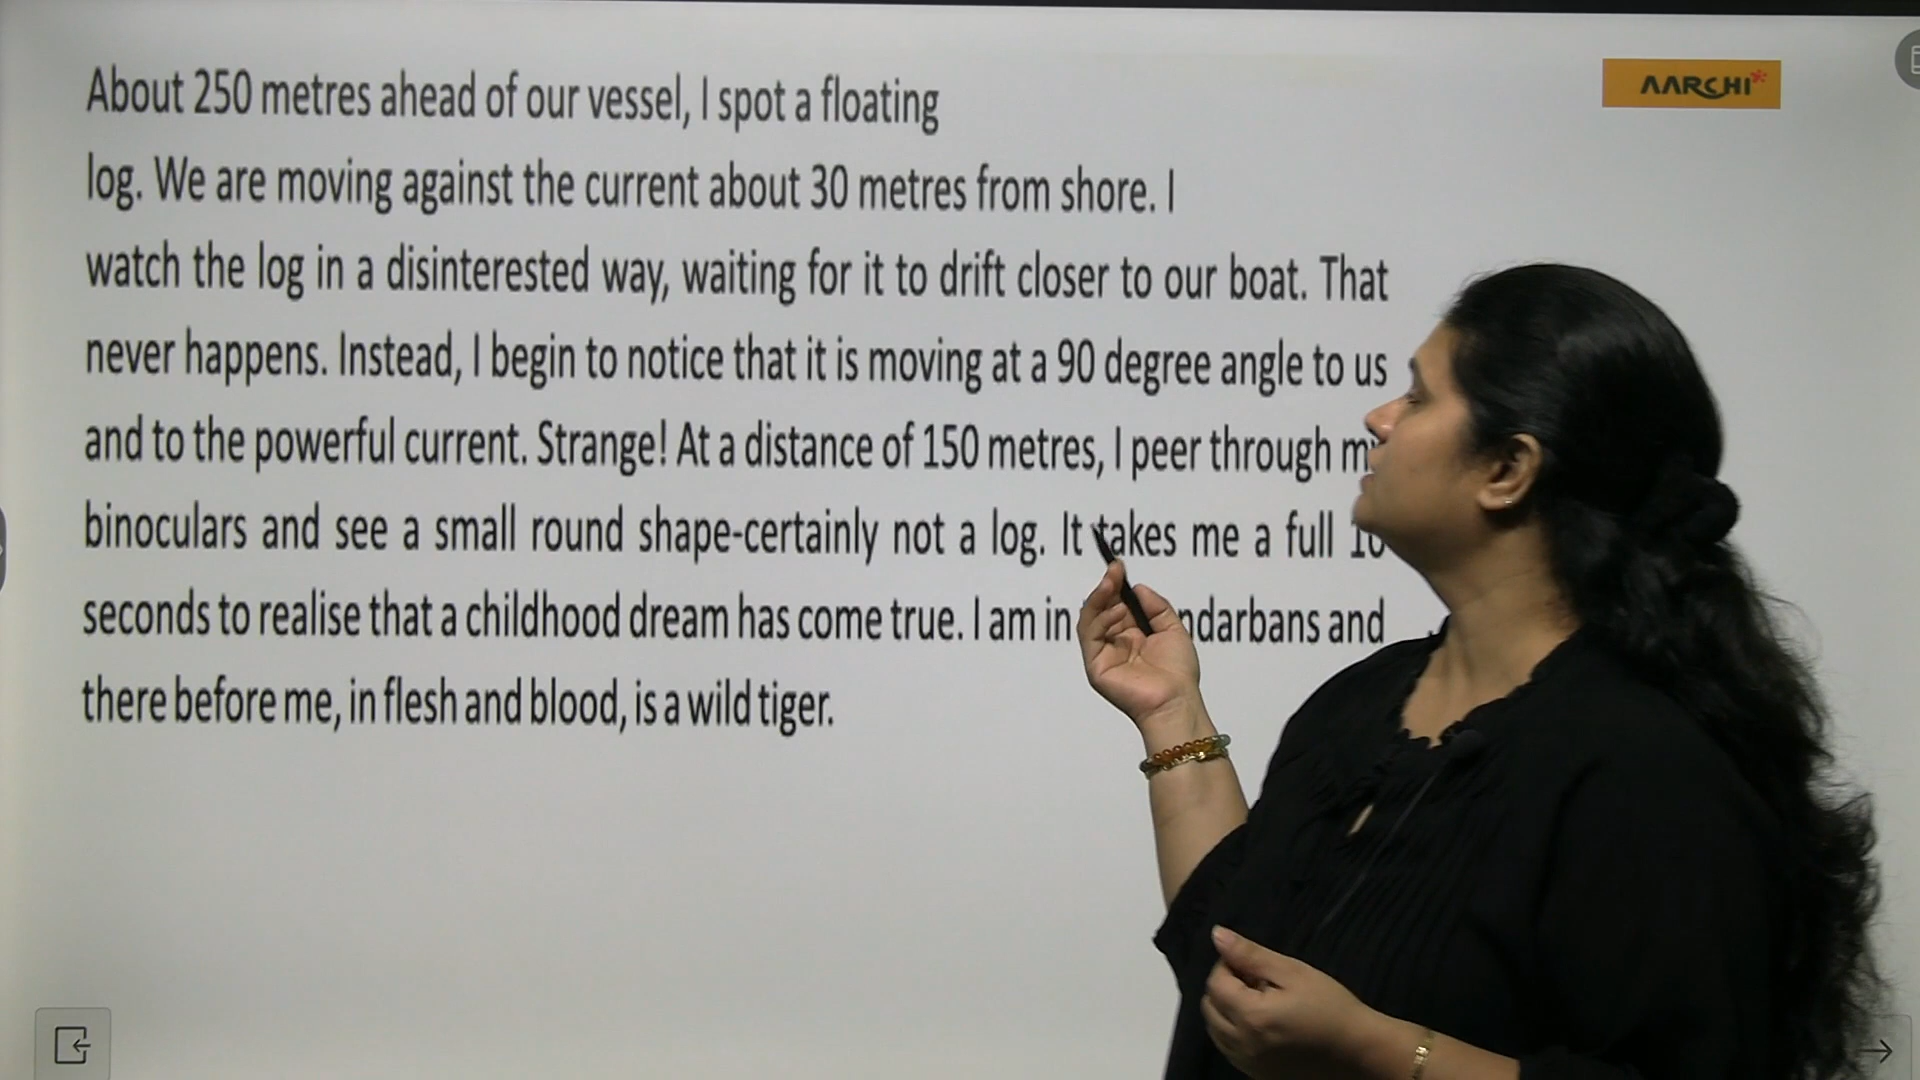 About 250 metres ahead of our vessel, I spot a floating
AARCHI
log. We are moving against the current about 30 metres from shore. I
watch the log in a disinterested way, waiting for it to drift closer to our boat. That
never happens. Instead, I begin to notice that it is moving at a 90 degree angle to us
and to the powerful current. Strange! At a distance of 150 metres, I peer through
binoculars and see a small round shape-certainly not a log. It takes me a full
seconds to realise that a childhood dream has come true. I am in and
there before me, in flesh and blood, is a wild tiger.